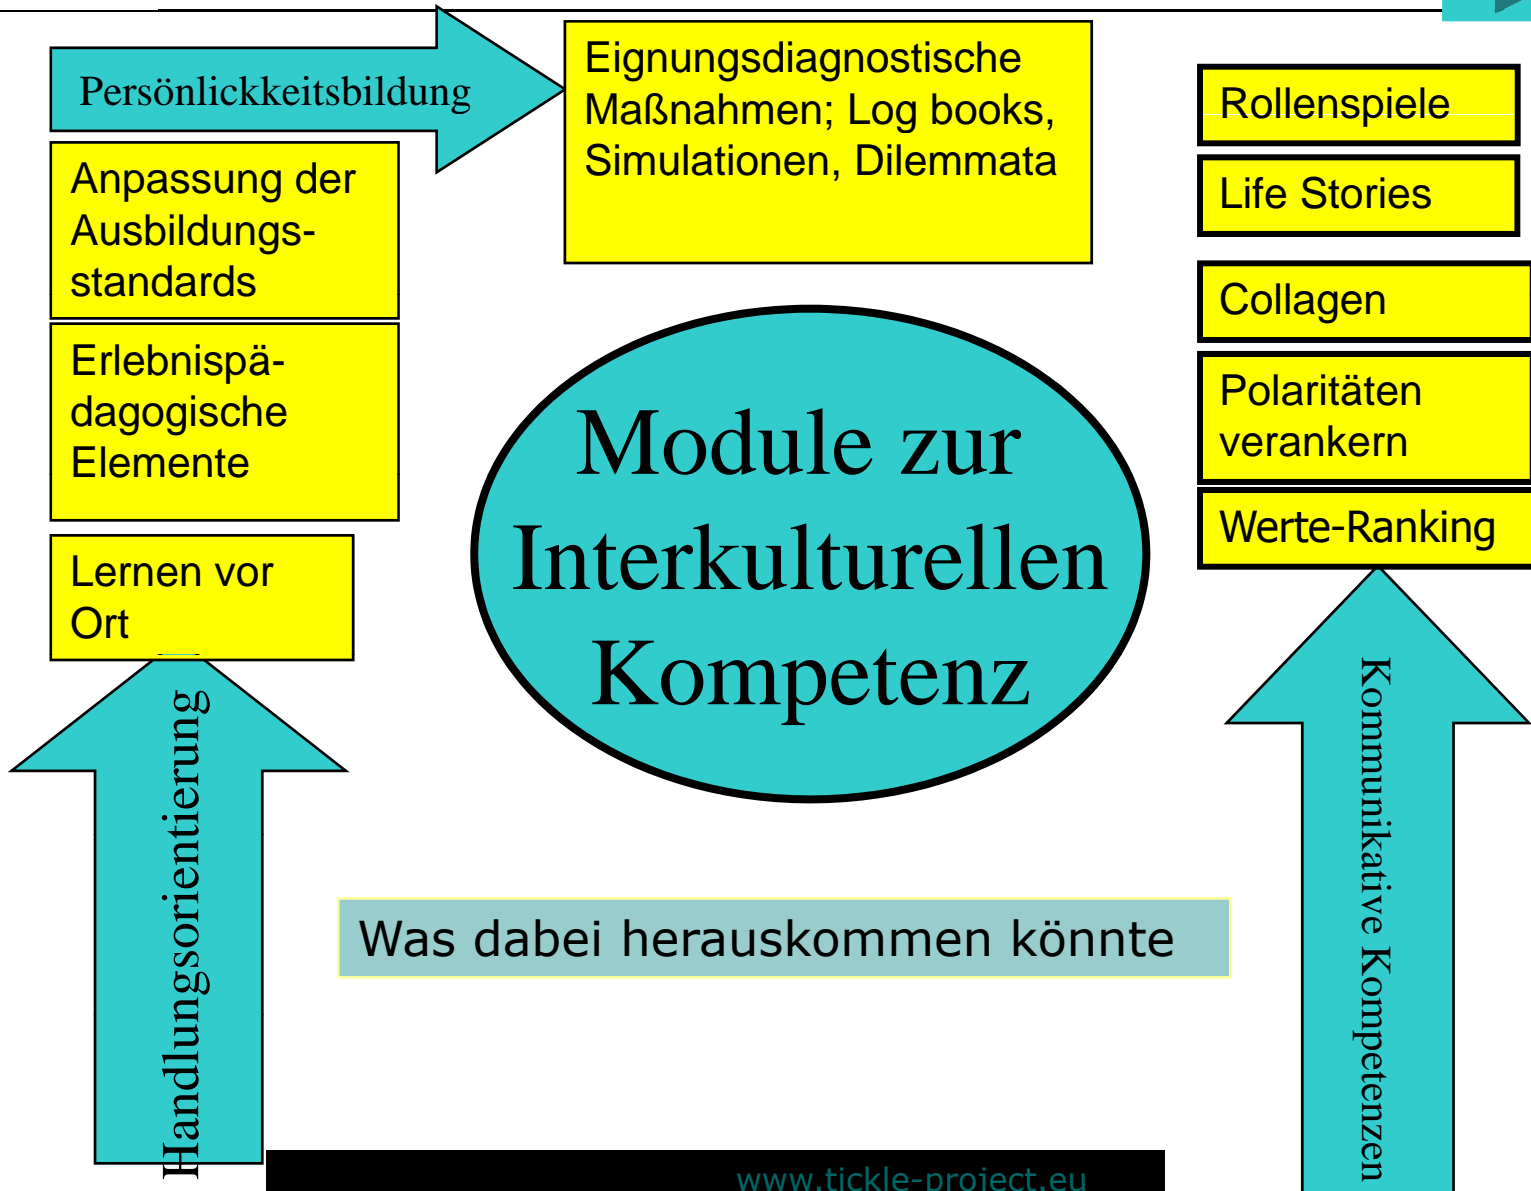 Persönlickkeitsbildung
Eignungsdiagnostische
Maßnahmen; Log books,
Simulationen, Dilemmata
Anpassung der
Ausbildungs-
standards
Erlebnispä-
dagogische
Elemente
Lernen vor
Ort
Handlungsorientierung
Module zur
Interkulturellen
Kompetenz
Was dabei herauskommen könnte
Rollenspiele
Life Stories
Collagen
Polaritäten
verankern
Werte-Ranking
Kommunikative Kompetenzen
www.tickle-project.eu